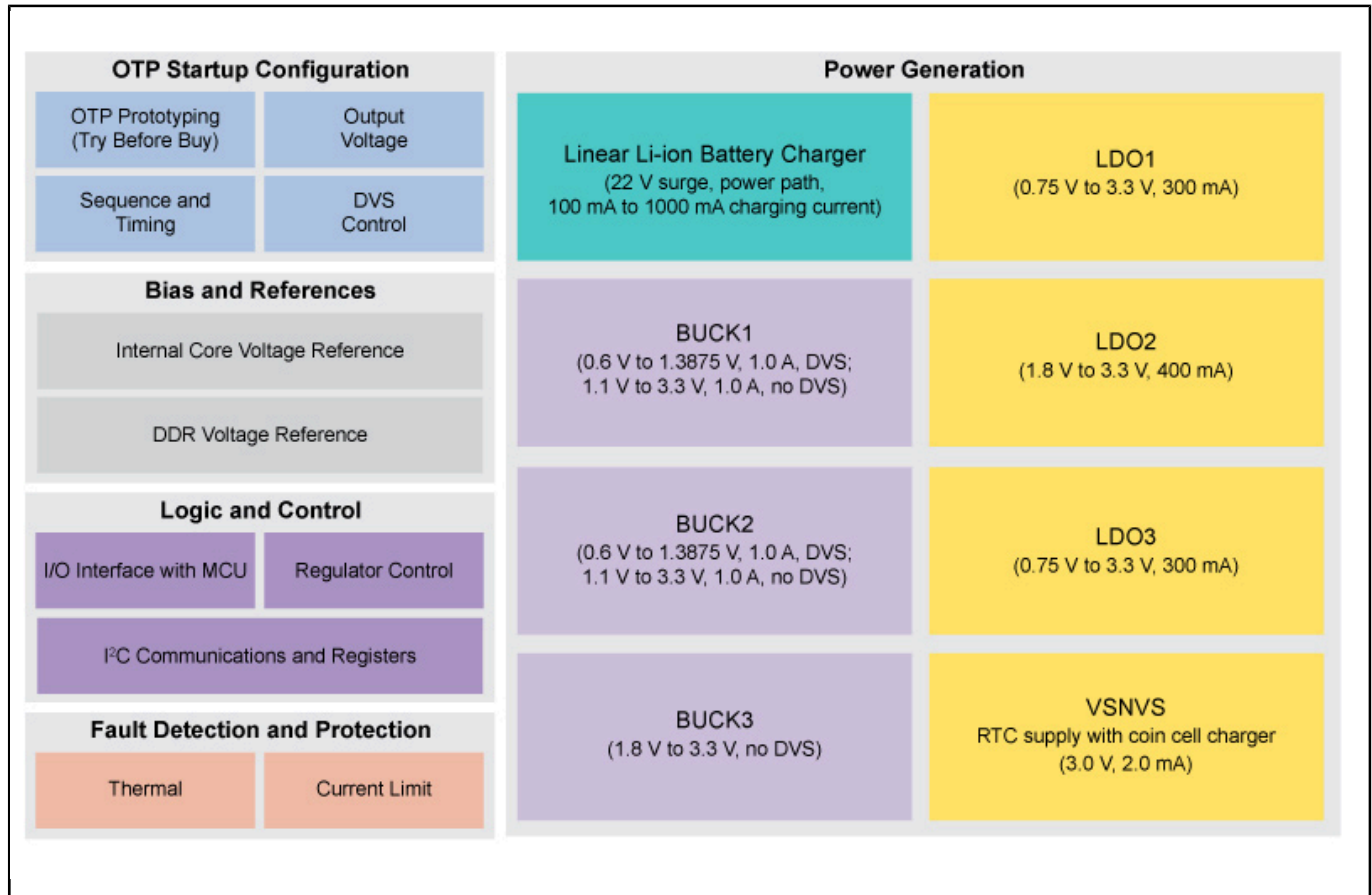 OTP Startup Configuration
OTP Prototyping
(Try Before Buy)
Output
Voltage
Sequence and
Timing
DVS
Control
Bias and References
Internal Core Voltage Reference
DDR Voltage Reference
Logic and Control
I/O Interface with MCU
Regulator Control
I²C Communications and Registers
Fault Detection and Protection
Thermal
Current Limit
Power Generation
Linear Li-ion Battery Charger
(22 V surge, power path,
100 mA to 1000 mA charging current)
LDO1
(0.75 V to 3.3 V, 300 mA)
BUCK1
(0.6 V to 1.3875 V, 1.0 A, DVS;
1.1 V to 3.3 V, 1.0 A, no DVS)
LDO2
(1.8 V to 3.3 V, 400 mA)
BUCK2
(0.6 V to 1.3875 V, 1.0 A, DVS;
1.1 V to 3.3 V, 1.0 A, no DVS)
LDO3
(0.75 V to 3.3 V, 300 mA)
BUCK3
(1.8 V to 3.3 V, no DVS)
VSNVS
RTC supply with coin cell charger
(3.0 V, 2.0 mA)